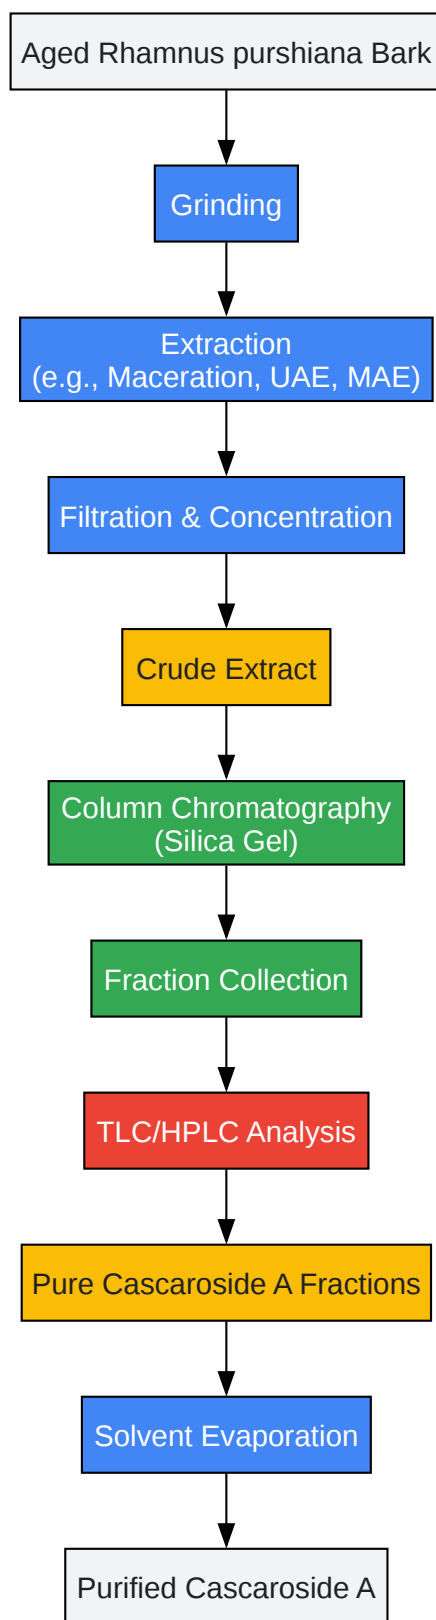 Aged Rhamnus purshiana Bark
Grinding
Extraction
(e.g., Maceration, UAE, MAE)
Filtration & Concentration
Crude Extract
Column Chromatography
(Silica Gel)
Fraction Collection
TLC/HPLC Analysis
Pure Cascaroside A Fractions
Solvent Evaporation
Purified Cascaroside A